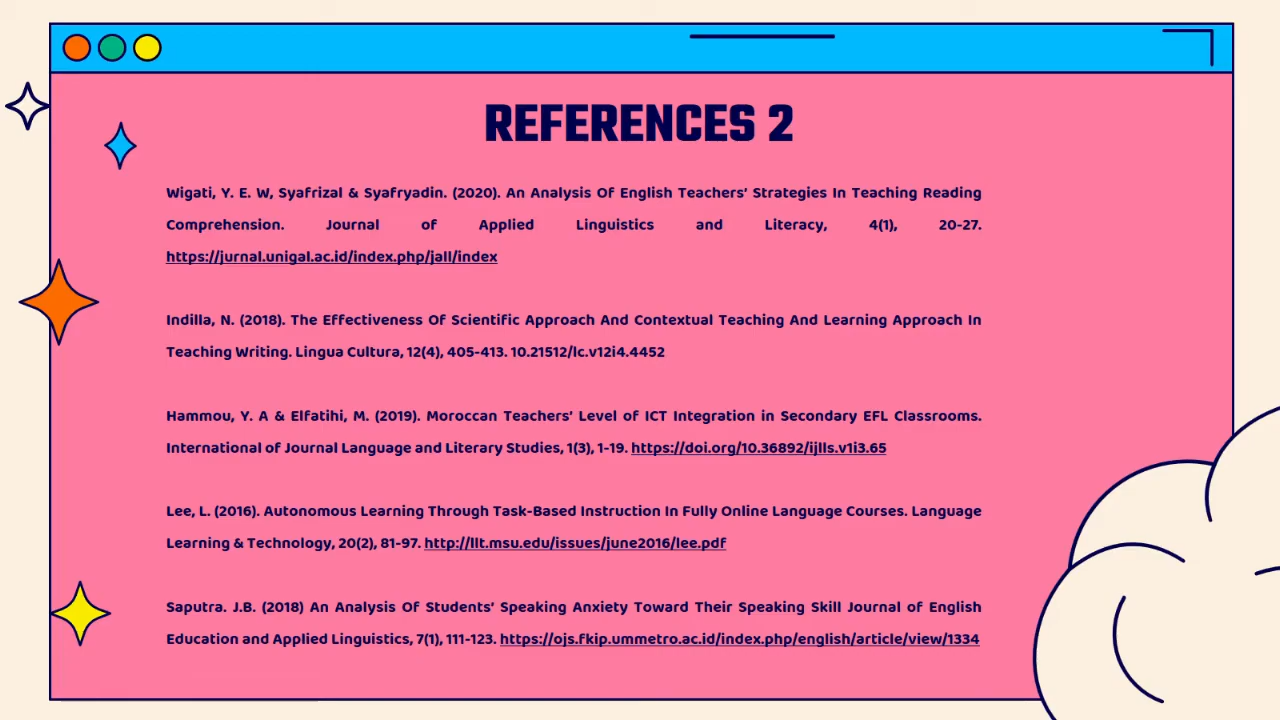 REFERENCES 2
Wigati, Y. E. W, Syafrizal & Syafryadin. (2020). An Analysis Of English Teachers' Strategies In Teaching Reading
Comprehension. Journal of Applied Linguistics and Literacy, 4(1), 20-27.
https://jurnal.unigal.ac.id/index.php/jall/index
Indilla, N. (2018). The Effectiveness Of Scientific Approach And Contextual Teaching And Learning Approach In
Teaching Writing. Lingua Cultura, 12(4), 405-413. 10.21512/lc.v12i4.4452
Hammou, Y. A & Elfatihi, M. (2019). Moroccan Teachers' Level of ICT Integration in Secondary EFL Classrooms.
International of Journal Language and Literary Studies, 1(3), 1-19. https://doi.org/10.36892/ijlls.v1i3.65
Lee, L. (2016). Autonomous Learning Through Task-Based Instruction In Fully Online Language Courses. Language
Learning & Technology, 20(2), 81-97. http://llt.msu.edu/issues/june2016/lee.pdf
Saputra. J.B. (2018) An Analysis Of Students' Speaking Anxiety Toward Their Speaking Skill Journal of English
Education and Applied Linguistics, 7(1), 111-123. https://ojs.fkip.ummetro.ac.id/index.php/english/article/view/1334